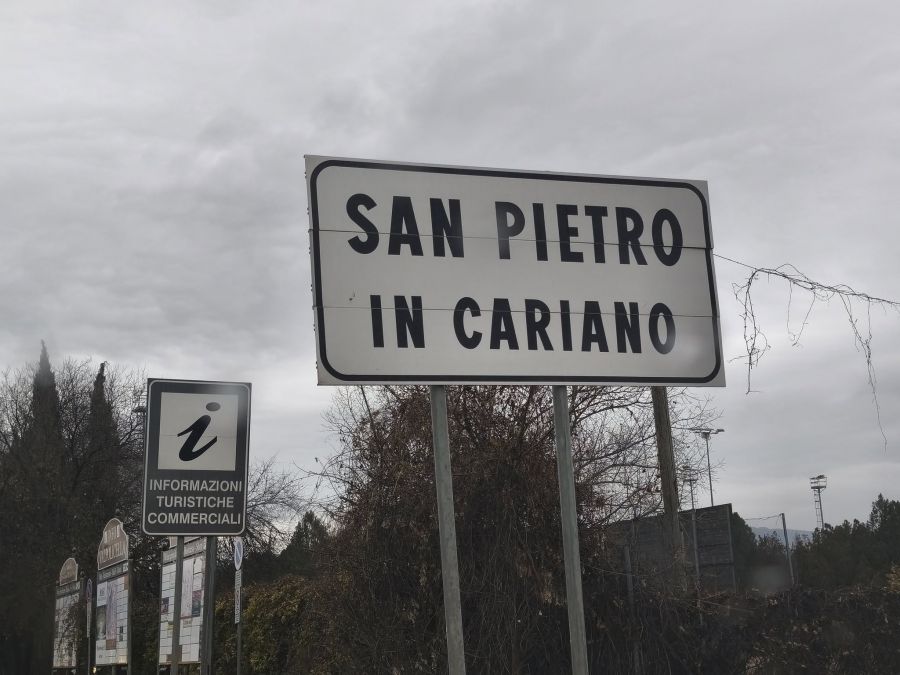 SAN PIETRO
IN CARIANO
i
INFORMAZIONI
TURISTICHE
COMMERCIALI